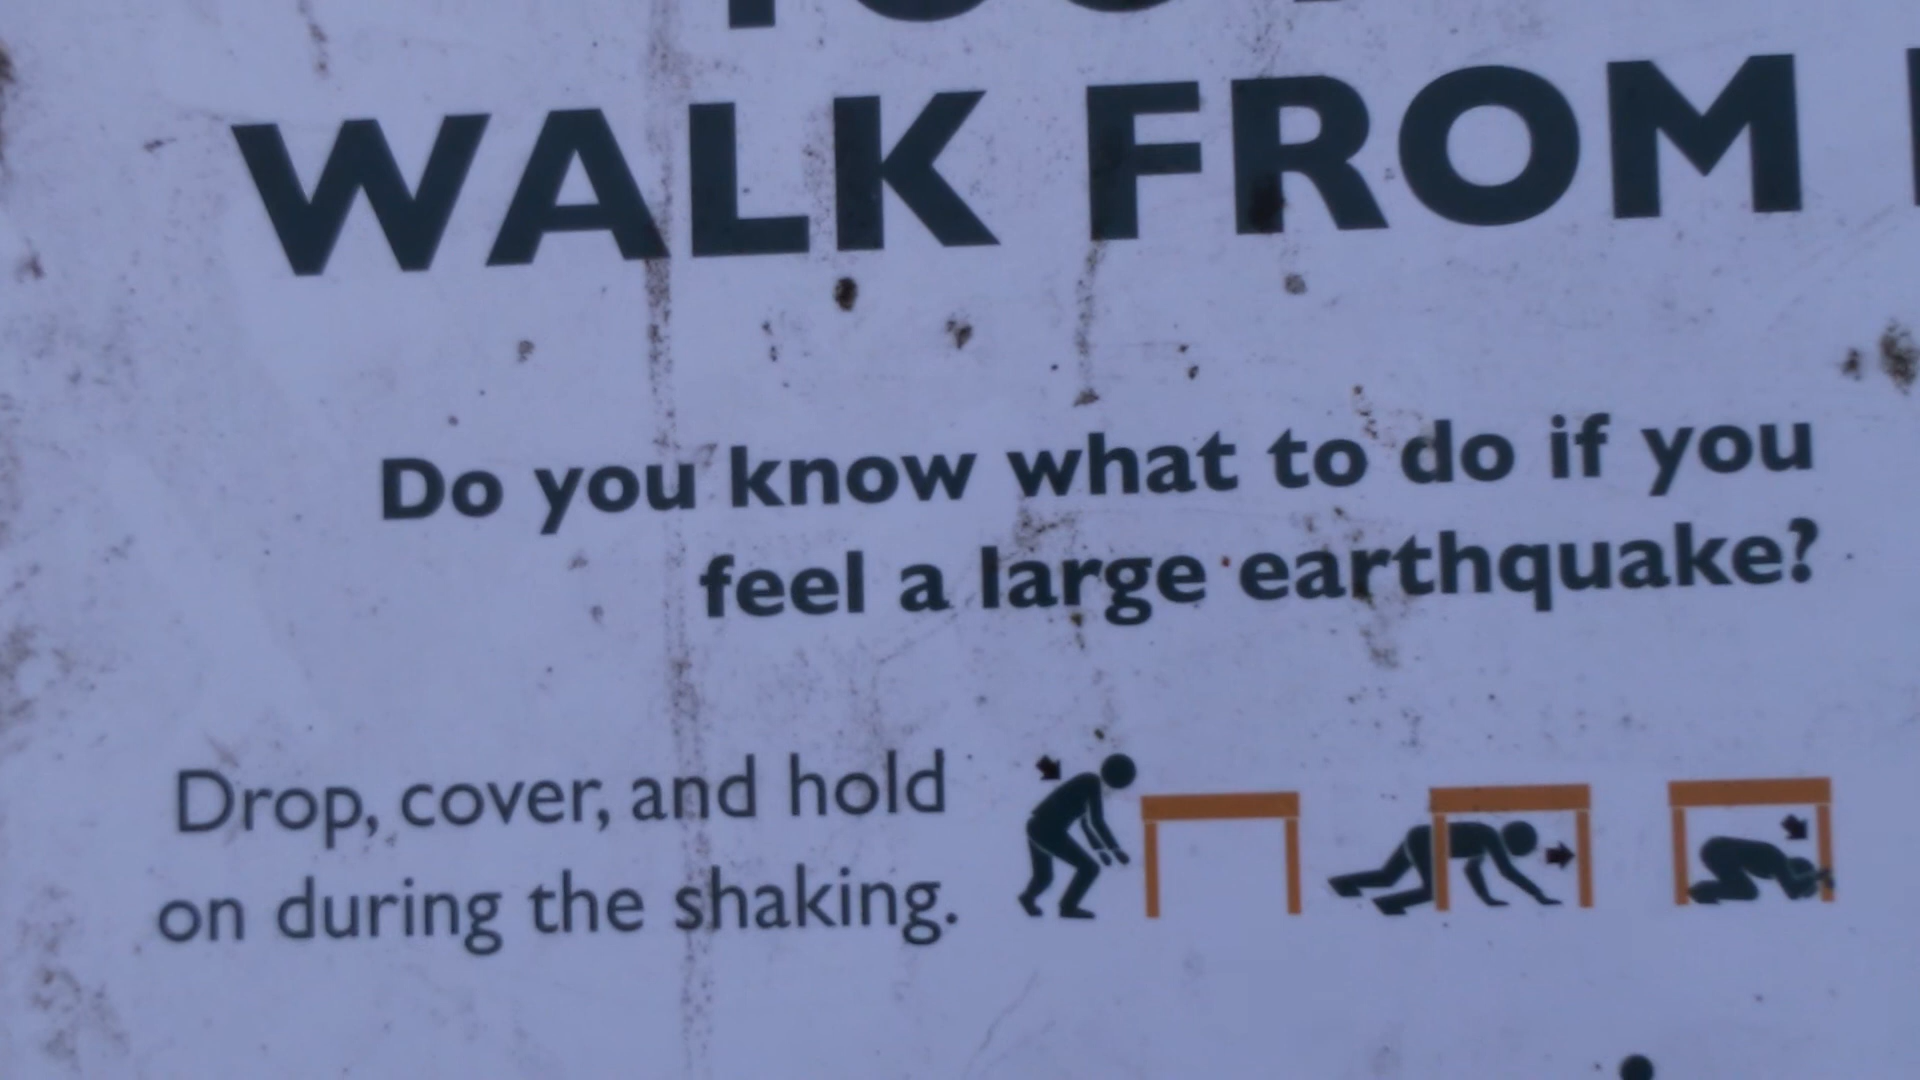 WALK FROM
Do you know what to do if you
feel a large earthquake?
Drop, cover, and hold
on during the shaking.